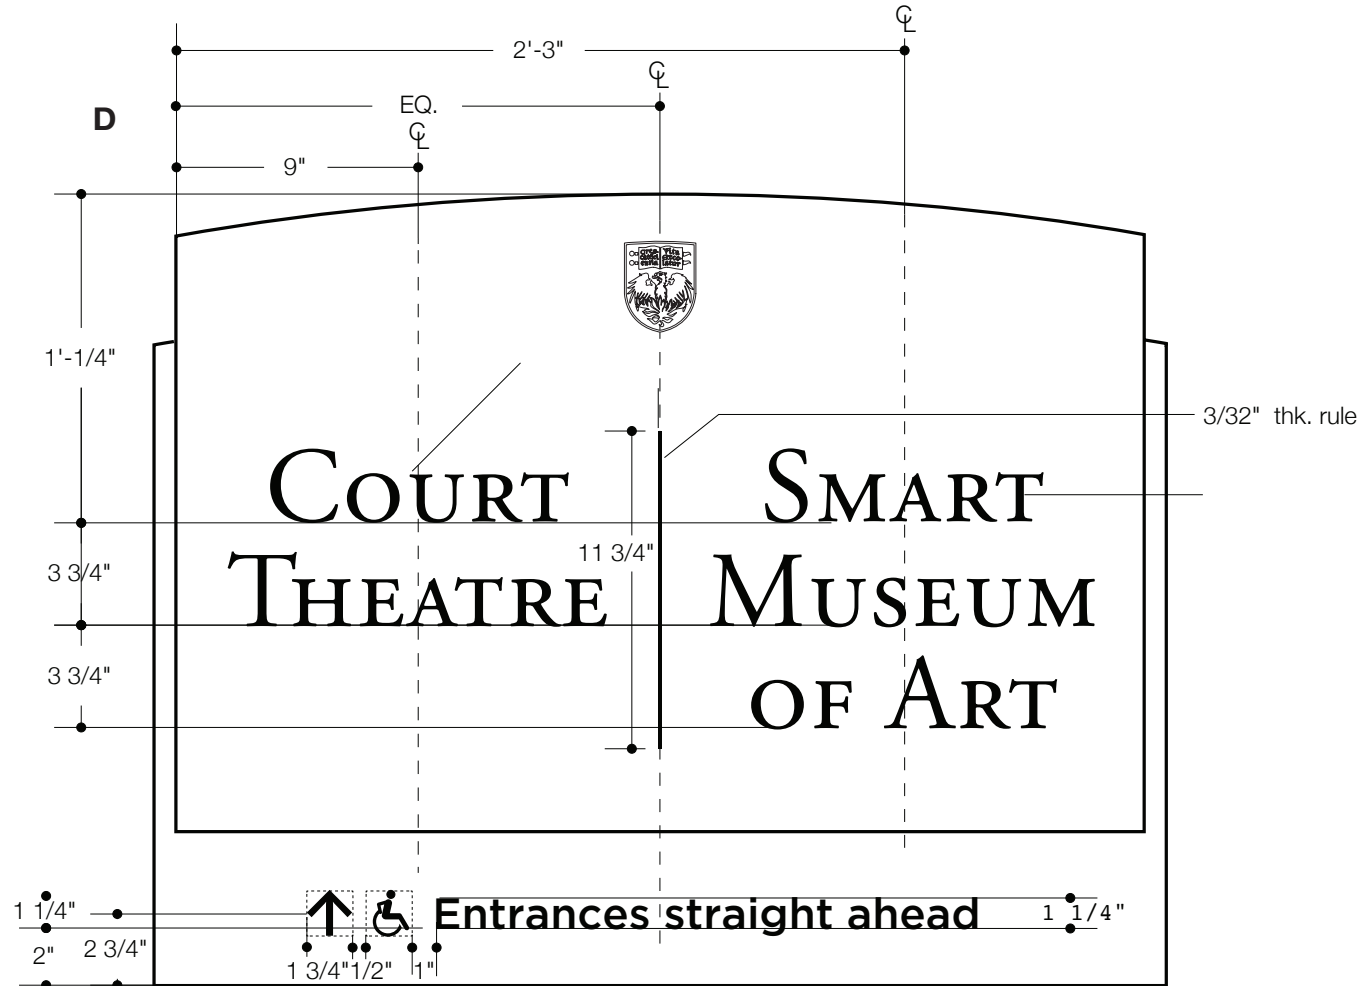 ℄
2'-3"
℄
D
EQ.
℄
9"
1'-1/4"
3/32" thk. rule
COURT
SMART
11 3/4"
3 3/4"
THEATRE
MUSEUM
3 3/4"
OF ART
1 1/4"
Entrances straight ahead
1 1/4"
2"
2 3/4"
1 3/4"
1/2"
1"